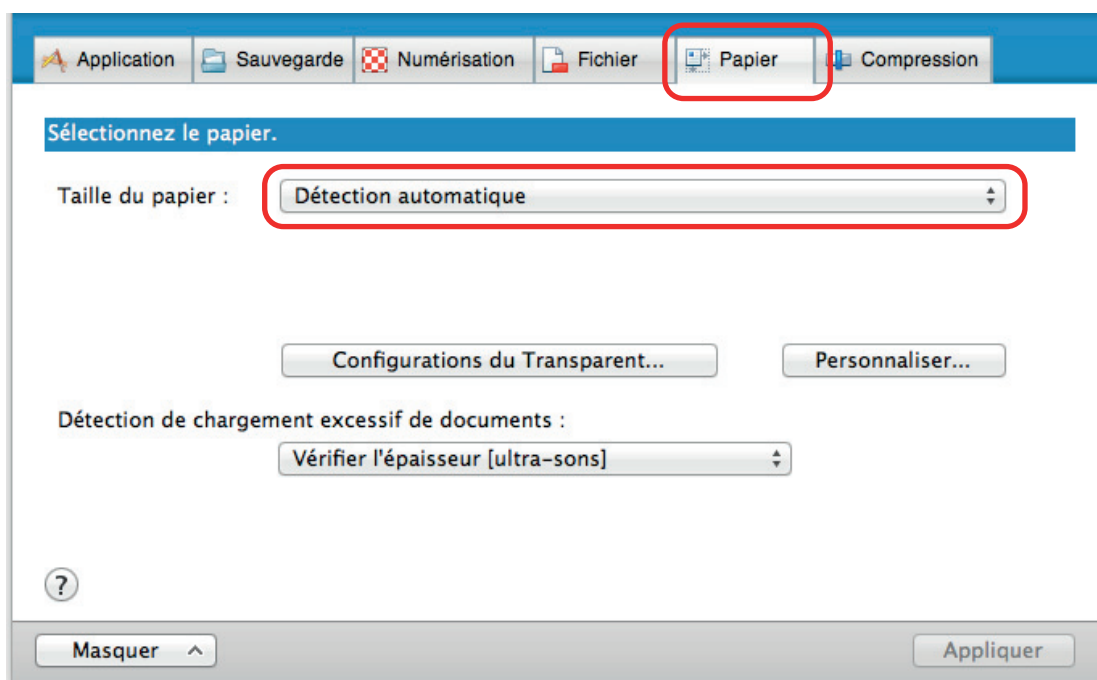 Application Sauvegarde Numérisation Fichier Papier Compression
Sélectionnez le papier.
Taille du papier : Détection automatique
Configurations du Transparent... Personnaliser...
Détection de chargement excessif de documents :
Vérifier l'épaisseur [ultra-sons]
?
Masquer Appliquer